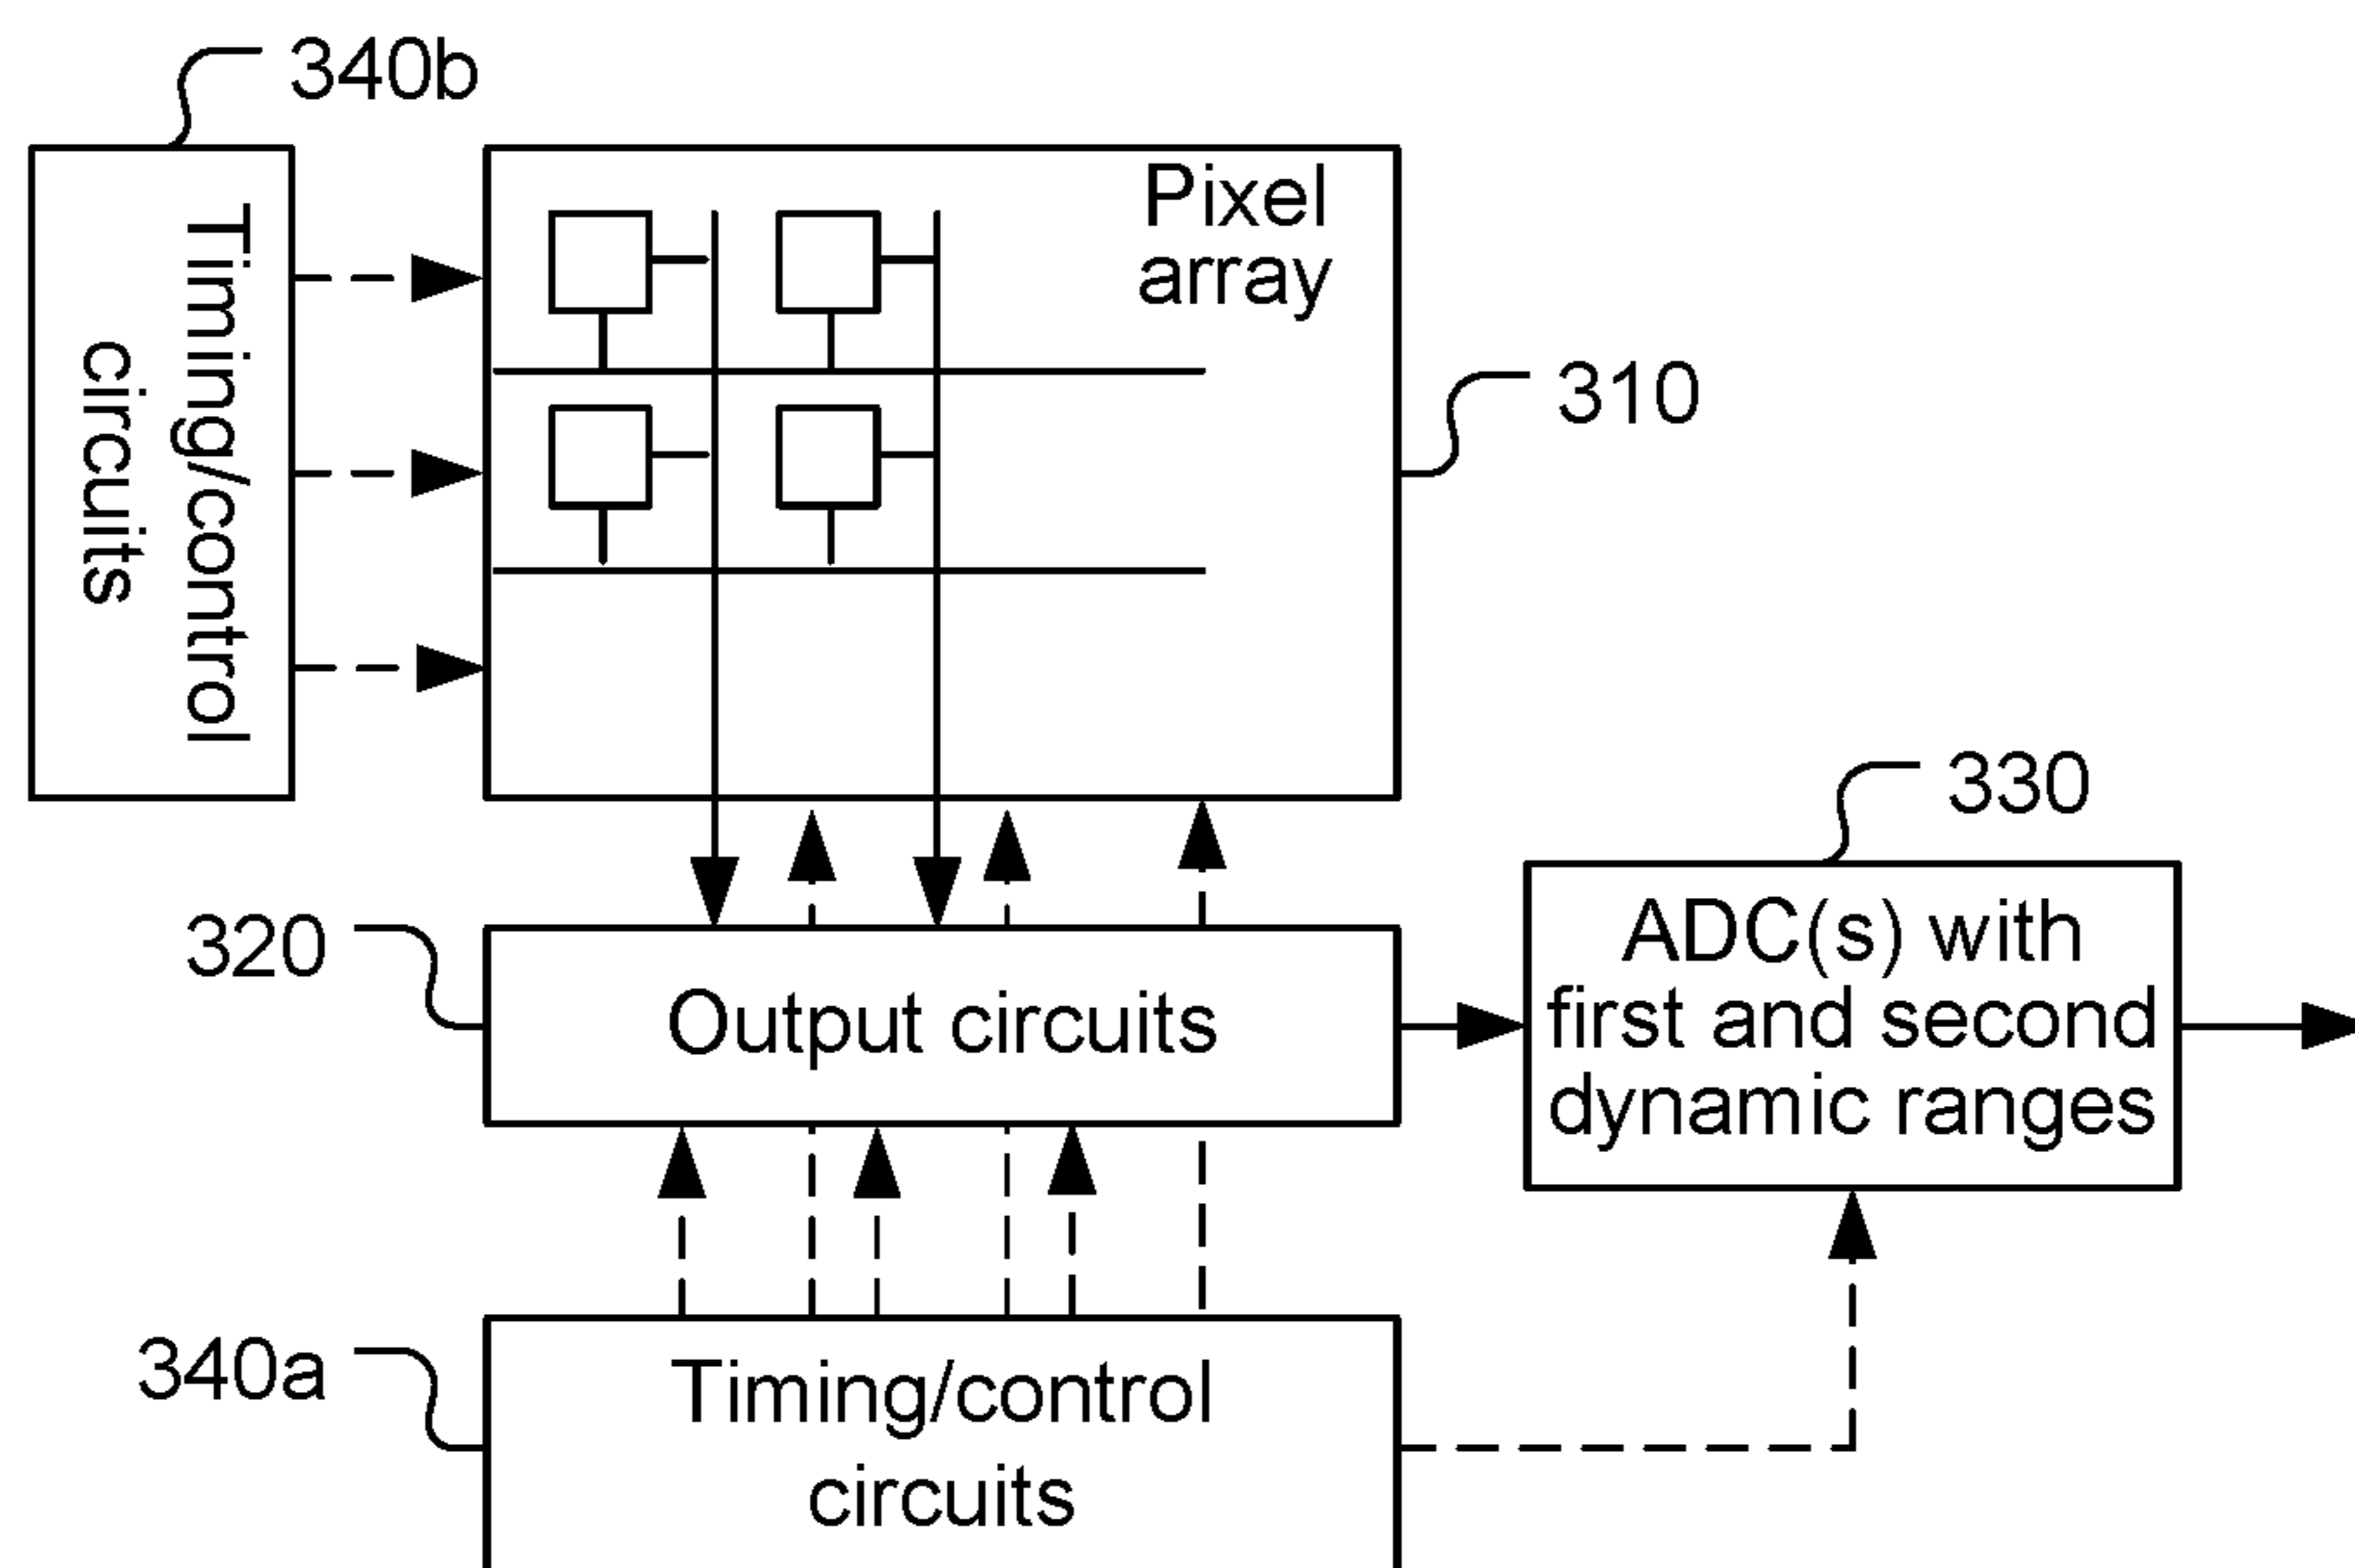 340b
Timing/control
circuits
Pixel
array
310
330
ADC(s) with
first and second
dynamic ranges
320
Output circuits
340a
Timing/control
circuits